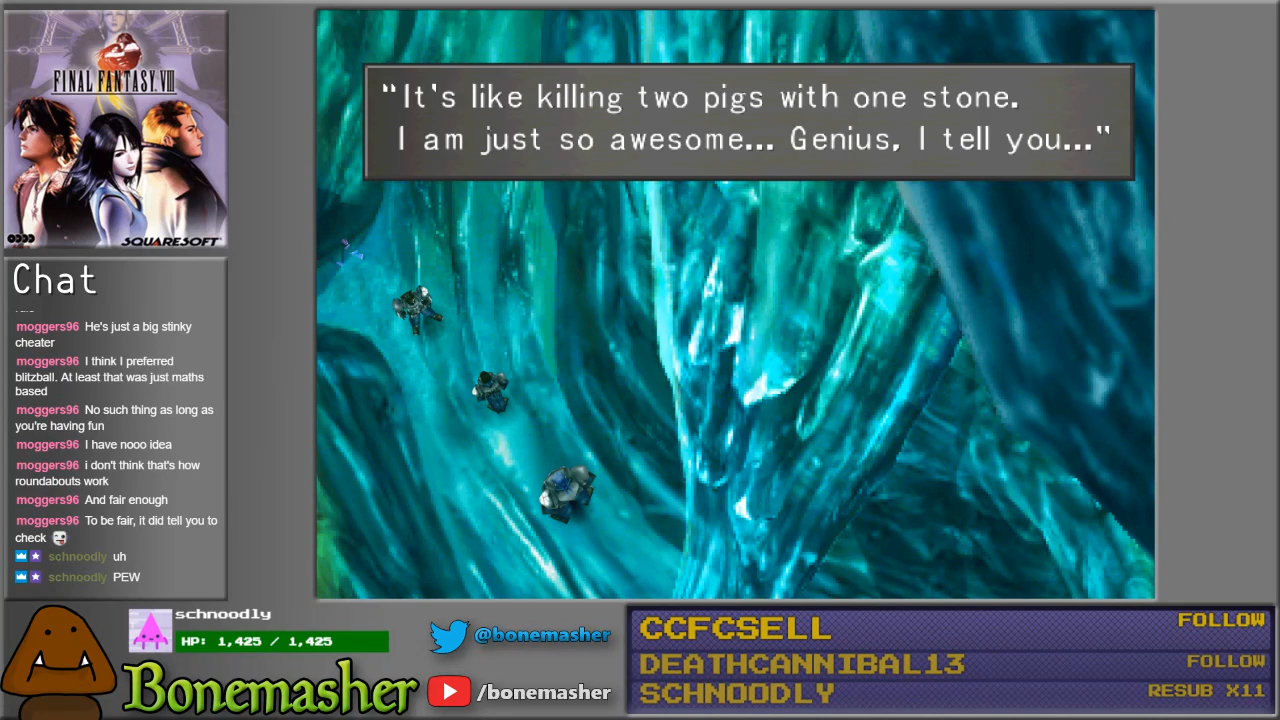 FINAL FANTASY VIII
SQUARESOFT
Chat
moggers96 He's just a big stinky
cheater
moggers96 I think I preferred
blitzball. At least that was just maths
based
moggers96 No such thing as long as
you're having fun
moggers96 I have nooo idea
moggers96 i don't think that's how
roundabouts work
moggers96 And fair enough
moggers96 To be fair, it did tell you to
check
schnoodly uh
schnoodly PEW
“It's like killing two pigs with one stone.
I am just so awesome... Genius, I tell you...”
schnoodly
HP: 1,425 / 1,425
Bonemasher
@bonemasher
/bonemasher
CCFCSELL FOLLOW
DEATHCANNIBAL13 FOLLOW
SCHNOODLY RESUB X11